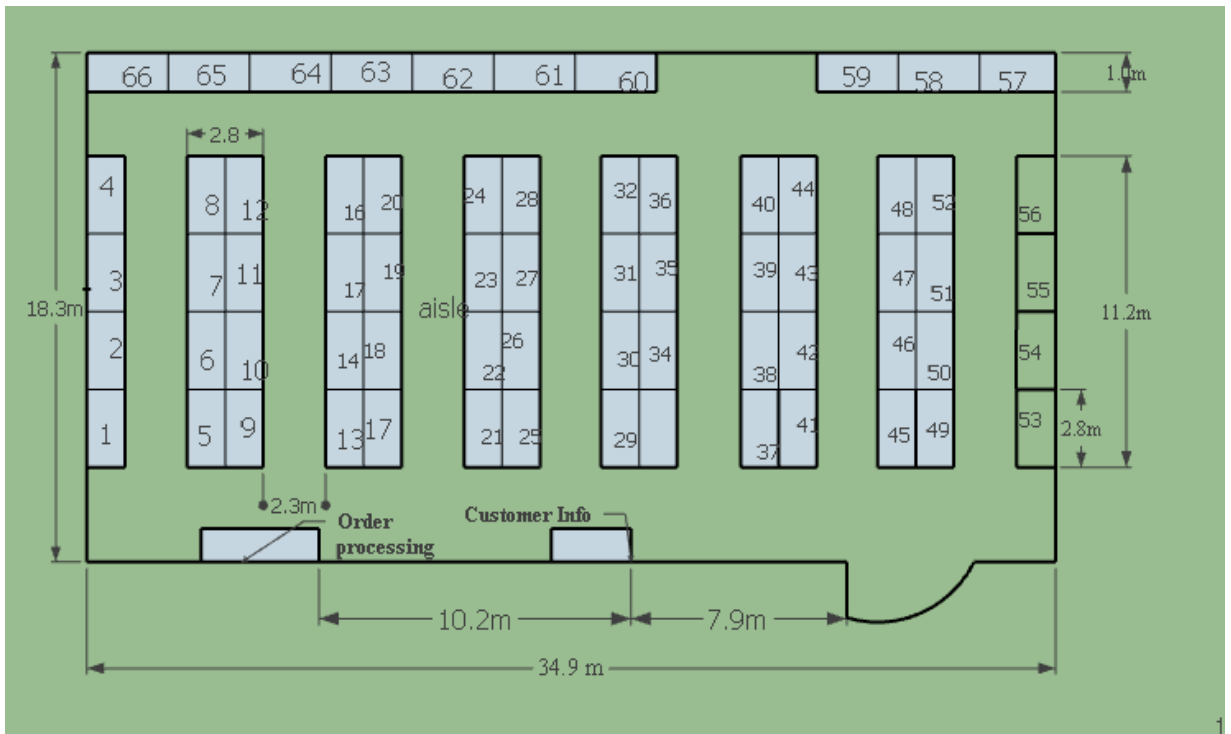 66 65 64 63 62 61 60 59 58 57
1.0m
2.8
4 8 12 16 20 24 28 32 36 40 44 48 52 56
3 7 11 17 19 23 27 31 35 39 43 47 51 55
18.3m
aisle
11.2m
2 6 10 14 18 22 26 30 34 38 42 46 50 54
1 5 9 13 17 21 25 29 37 41 45 49 53
2.8m
2.3m
Order
processing
Customer Info
10.2m
7.9m
34.9 m
1